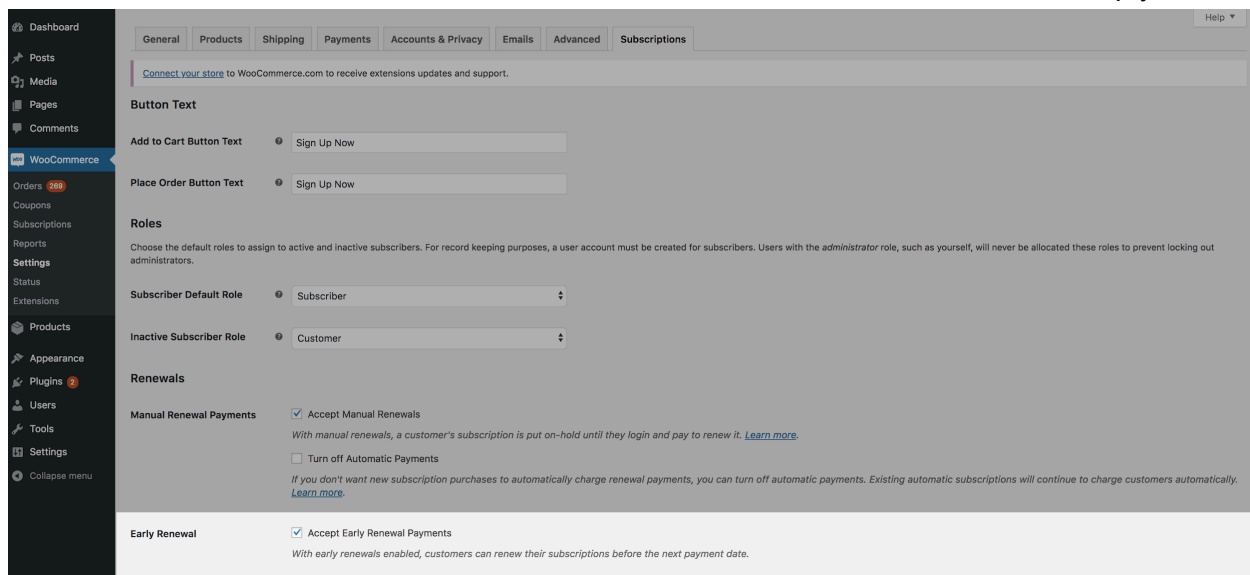 Help ▼
Dashboard
Posts
Media
Pages
Comments
WooCommerce
Orders 269
Coupons
Subscriptions
Reports
Settings
Status
Extensions
Products
Appearance
Plugins 2
Users
Tools
Settings
Collapse menu
General Products Shipping Payments Accounts & Privacy Emails Advanced Subscriptions
Connect your store to WooCommerce.com to receive extensions updates and support.
Button Text
Add to Cart Button Text Sign Up Now
Place Order Button Text Sign Up Now
Roles
Choose the default roles to assign to active and inactive subscribers. For record keeping purposes, a user account must be created for subscribers. Users with the administrator role, such as yourself, will never be allocated these roles to prevent locking out
administrators.
Subscriber Default Role Subscriber
Inactive Subscriber Role Customer
Renewals
Manual Renewal Payments Accept Manual Renewals
With manual renewals, a customer's subscription is put on-hold until they login and pay to renew it. Learn more.
Turn off Automatic Payments
If you don't want new subscription purchases to automatically charge renewal payments, you can turn off automatic payments. Existing automatic subscriptions will continue to charge customers automatically.
Learn more.
Early Renewal Accept Early Renewal Payments
With early renewals enabled, customers can renew their subscriptions before the next payment date.